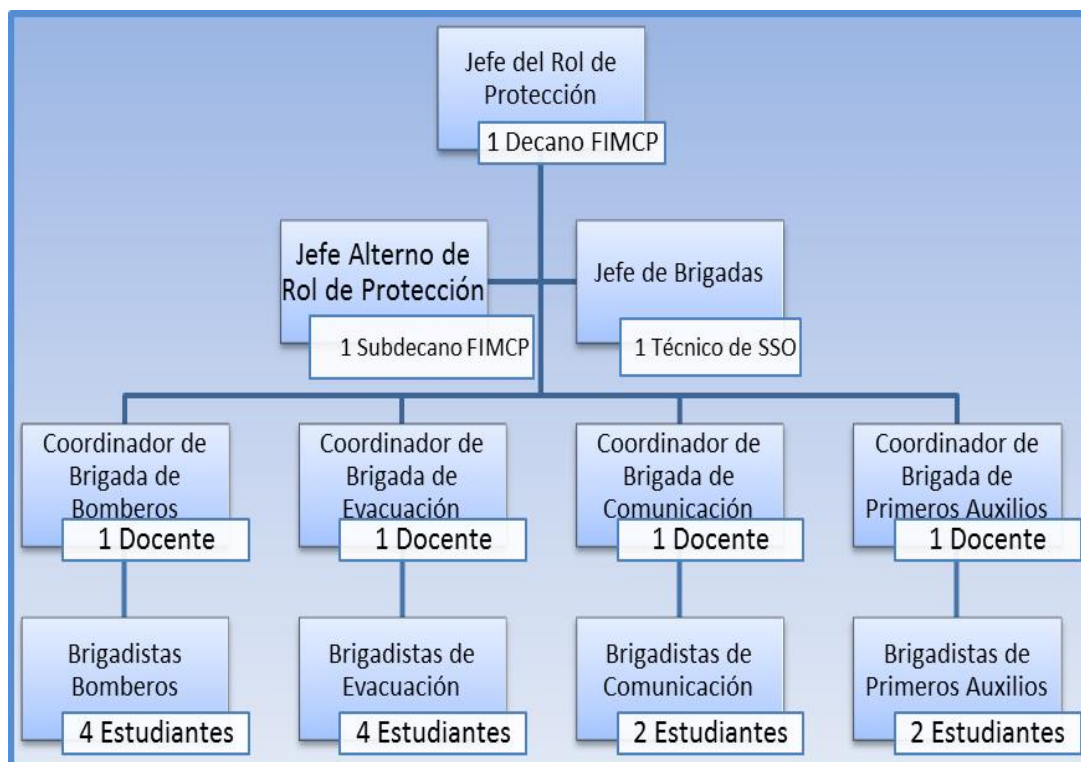 Jefe del Rol de
Protección
1 Decano FIMCP
Jefe Alterno de
Rol de Protección
1 Subdecano FIMCP
Jefe de Brigadas
1 Técnico de SSO
Coordinador de
Brigada de
Bomberos
1 Docente
Coordinador de
Brigada de
Evacuación
1 Docente
Coordinador de
Brigada de
Comunicación
1 Docente
Coordinador de
Brigada de
Primeros Auxilios
1 Docente
Brigadistas
Bomberos
4 Estudiantes
Brigadistas de
Evacuación
4 Estudiantes
Brigadistas de
Comunicación
2 Estudiantes
Brigadistas de
Primeros Auxilios
2 Estudiantes